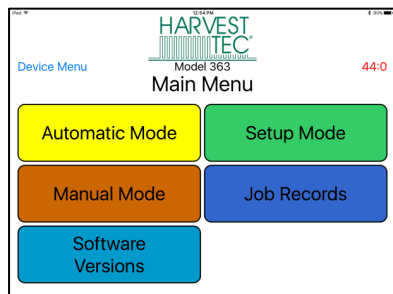 iPad 12:54 PM 90%
HARVEST
TEC®
Device Menu Model 363 44:0
Main Menu
Automatic Mode Setup Mode
Manual Mode Job Records
Software
Versions